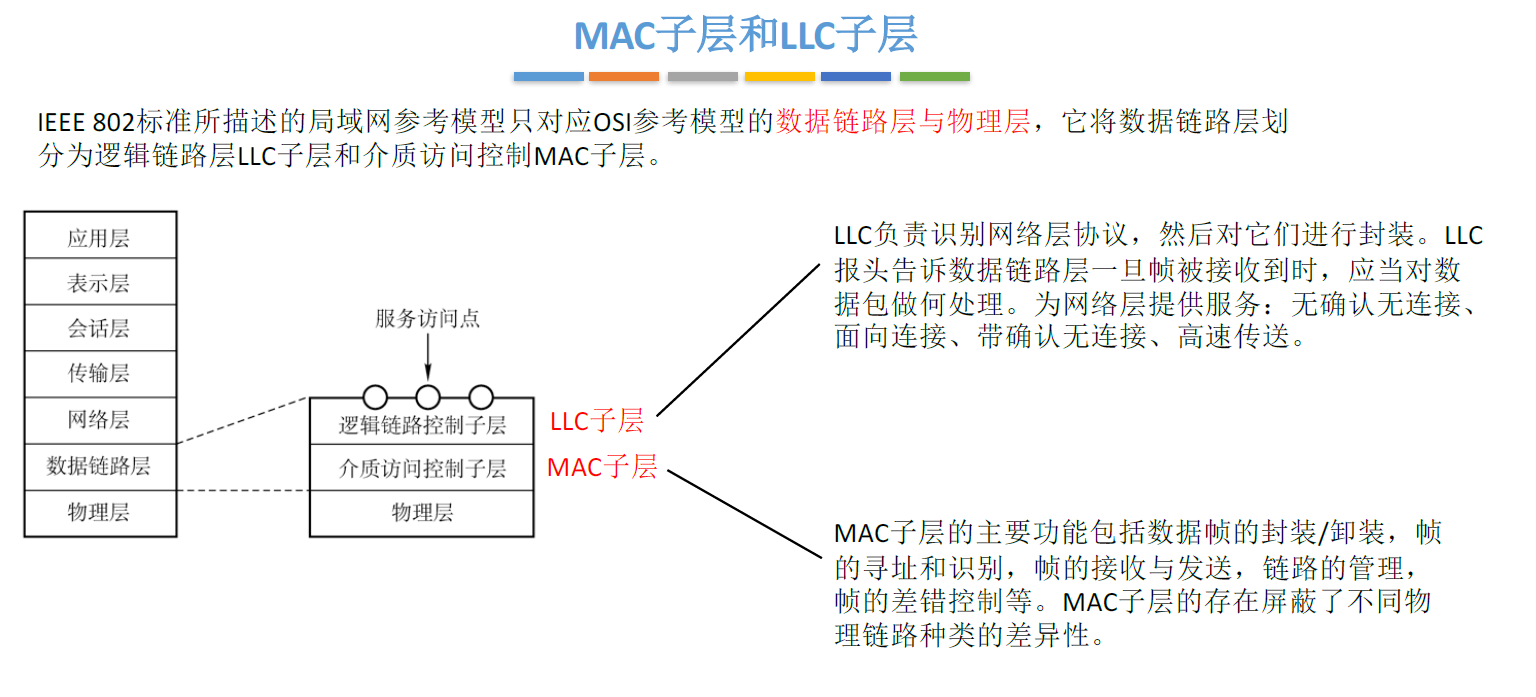 MAC子层和LLC子层
IEEE 802标准所描述的局域网参考模型只对应OSI参考模型的数据链路层与物理层，它将数据链路层划
分为逻辑链路层LLC子层和介质访问控制MAC子层。
应用层
表示层
会话层
传输层
网络层
数据链路层
物理层
服务访问点
逻辑链路控制子层
介质访问控制子层
物理层
LLC子层
MAC子层
LLC负责识别网络层协议，然后对它们进行封装。LLC
报头告诉数据链路层一旦帧被接收到时，应当对数
据包做何处理。为网络层提供服务：无确认无连接、
面向连接、带确认无连接、高速传送。
MAC子层的主要功能包括数据帧的封装/卸装，帧
的寻址和识别，帧的接收与发送，链路的管理，
帧的差错控制等。MAC子层的存在屏蔽了不同物
理链路种类的差异性。